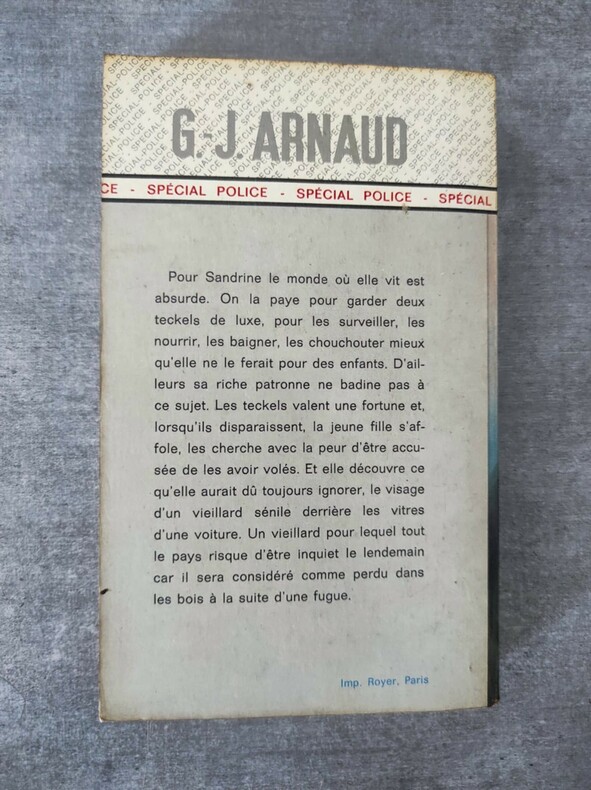 G.-J. ARNAUD
CE - SPÉCIAL POLICE - SPÉCIAL POLICE - SPÉCIAL
Pour Sandrine le monde où elle vit est
absurde. On la paye pour garder deux
teckels de luxe, pour les surveiller, les
nourrir, les baigner, les chouchouter mieux
qu'elle ne le ferait pour des enfants. D'ail-
leurs sa riche patronne ne badine pas à
ce sujet. Les teckels valent une fortune et,
lorsqu'ils disparaissent, la jeune fille s'af-
fole, les cherche avec la peur d'être accu-
sée de les avoir volés. Et elle découvre ce
qu'elle aurait dû toujours ignorer, le visage
d'un vieillard sénile derrière les vitres
d'une voiture. Un vieillard pour lequel tout
le pays risque d'être inquiet le lendemain
car il sera considéré comme perdu dans
les bois à la suite d'une fugue.
Imp. Royer, Paris